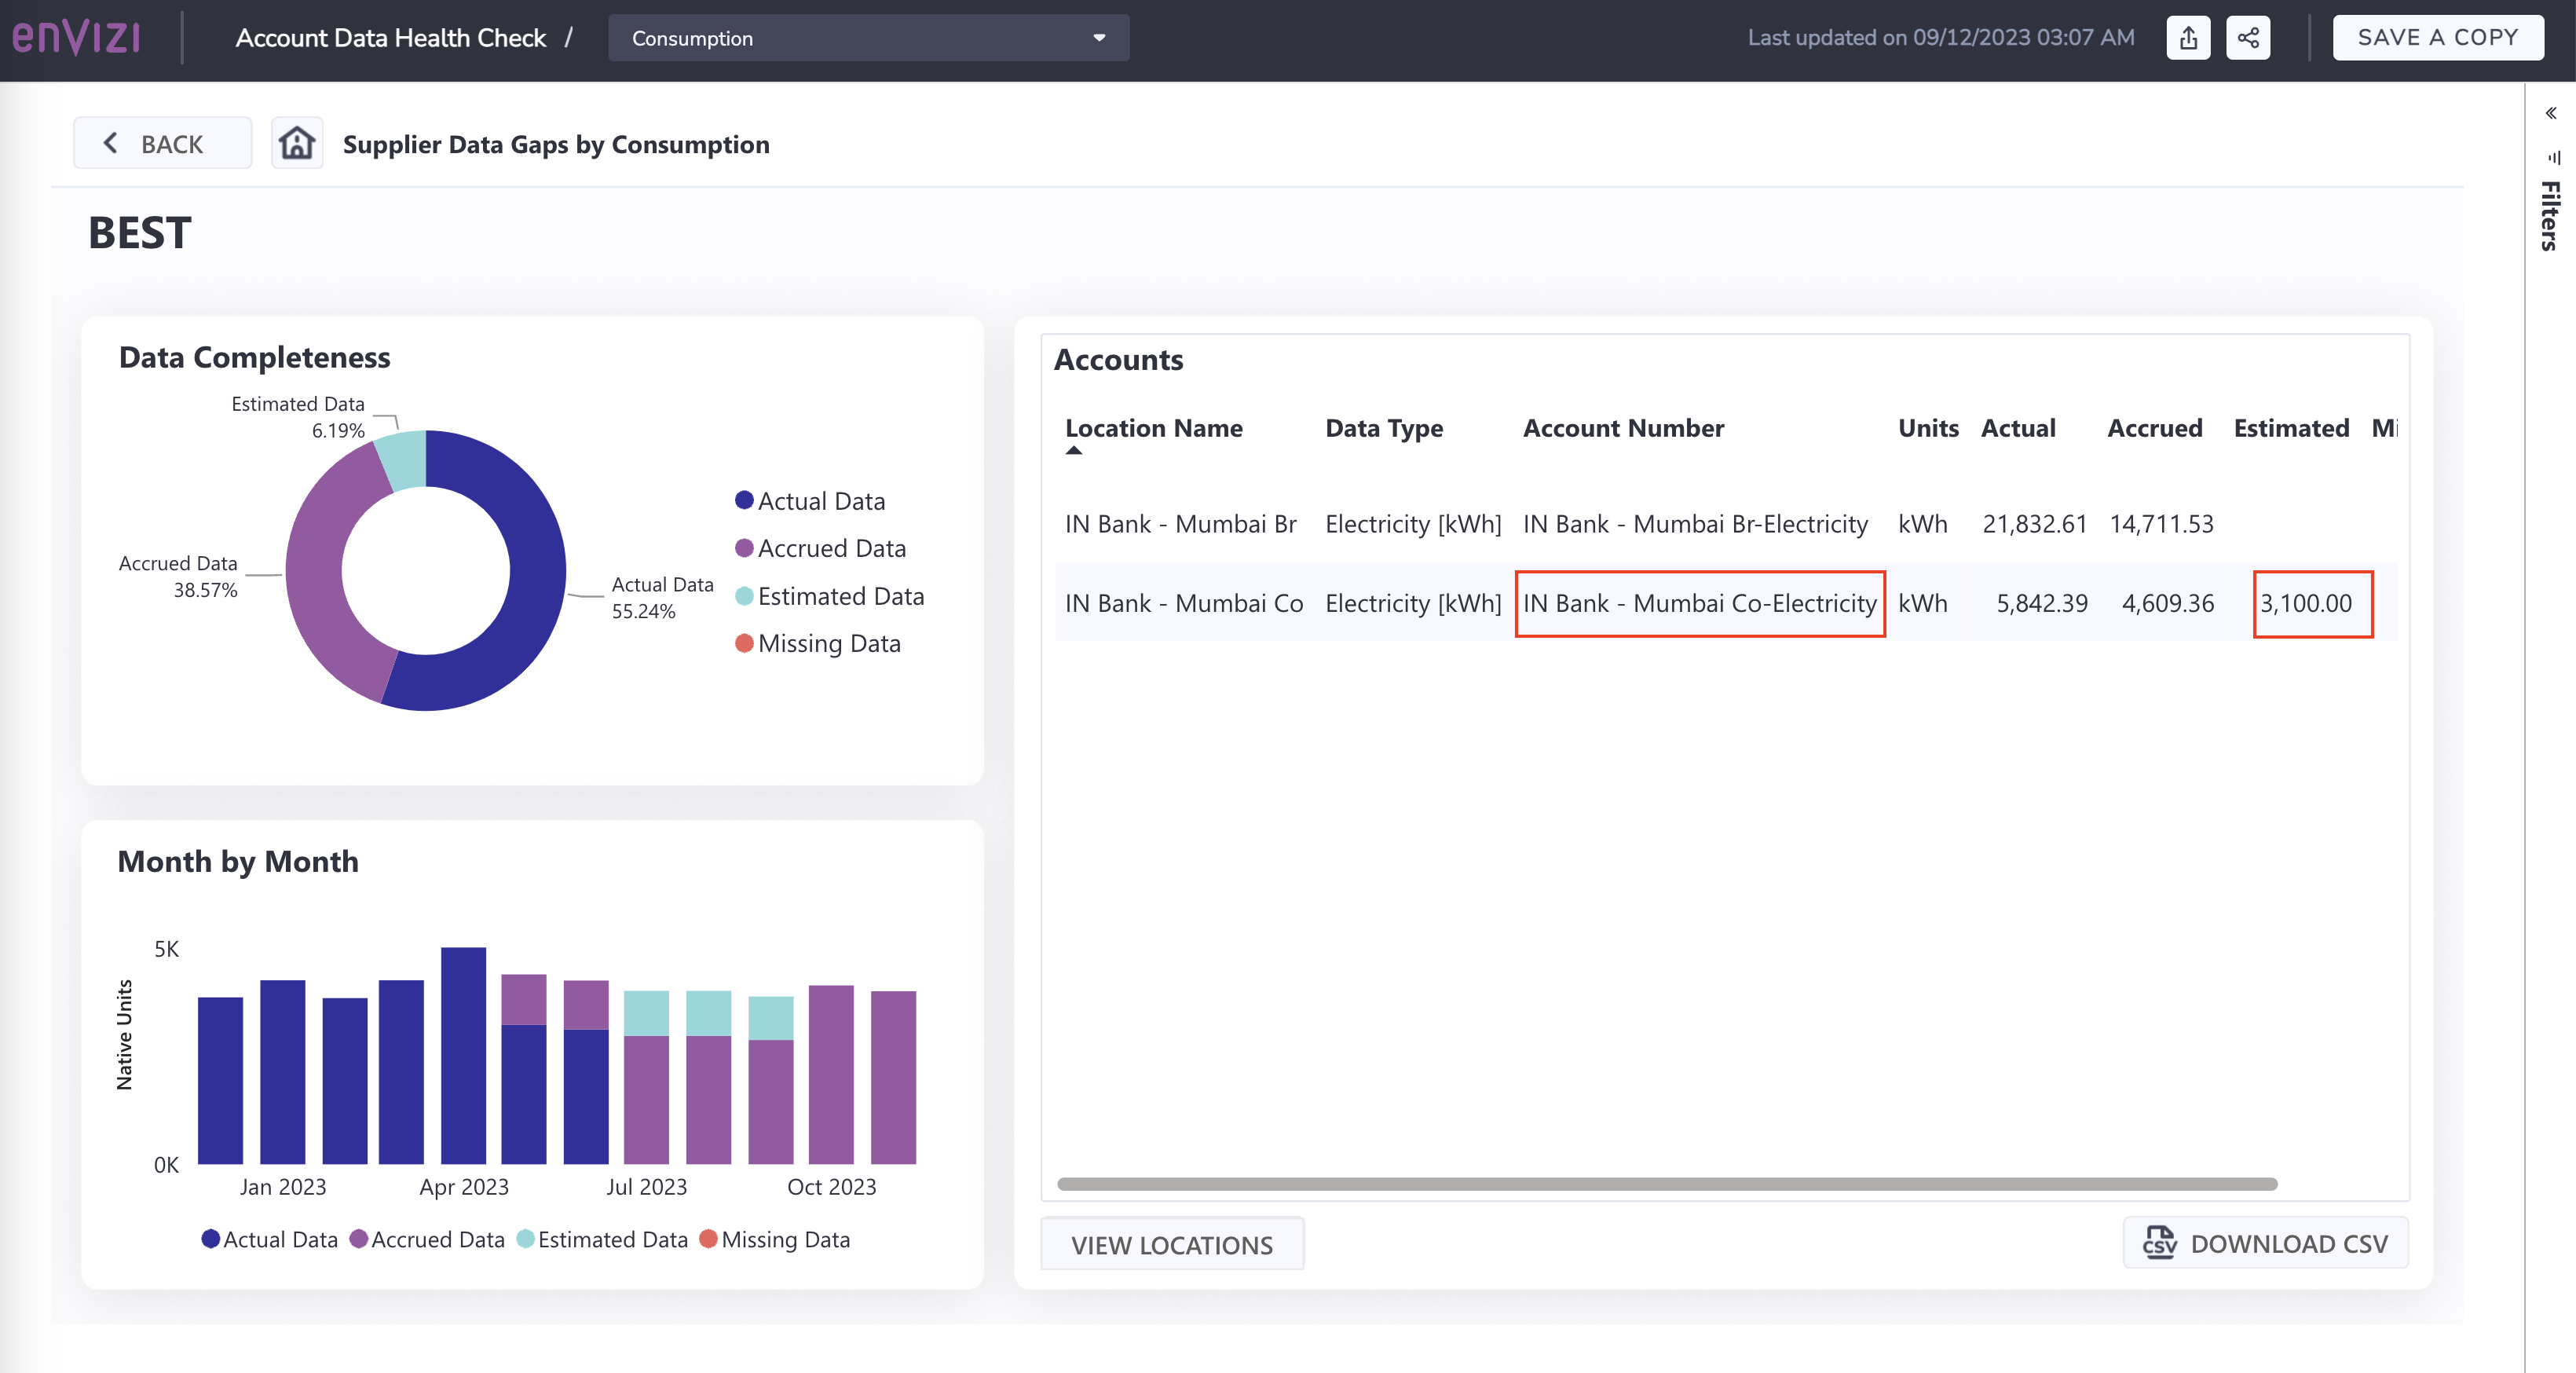 enVIZI
Account Data Health Check /
Consumption
Last updated on 09/12/2023 03:07 AM
SAVE A COPY
BACK
Supplier Data Gaps by Consumption
Filters
BEST
Data Completeness
Estimated Data
6.19%
Accrued Data
38.57%
Actual Data
55.24%
Actual Data
Accrued Data
Estimated Data
Missing Data
Month by Month
Native Units
5K
0K
Jan 2023 Apr 2023 Jul 2023 Oct 2023
Actual Data Accrued Data Estimated Data Missing Data
Accounts
Location Name Data Type Account Number Units Actual Accrued Estimated Mi
IN Bank - Mumbai Br Electricity [kWh] IN Bank - Mumbai Br-Electricity kWh 21,832.61 14,711.53
IN Bank - Mumbai Co Electricity [kWh] IN Bank - Mumbai Co-Electricity kWh 5,842.39 4,609.36 3,100.00
VIEW LOCATIONS
CSV DOWNLOAD CSV